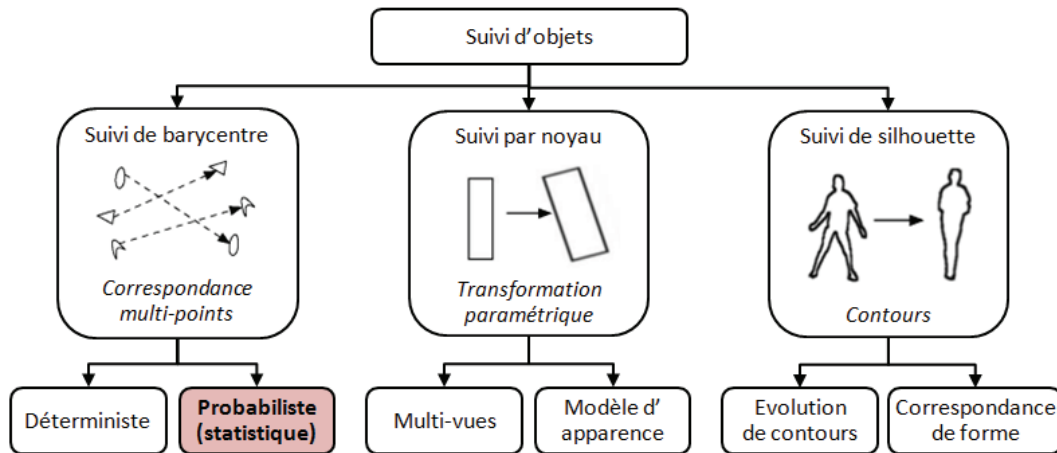 Suivi d’objets
Suivi de barycentre
Correspondance
multi-points
Suivi par noyau
Transformation
paramétrique
Suivi de silhouette
Contours
Déterministe
Probabiliste
(statistique)
Multi-vues
Modèle d’
apparence
Evolution
de contours
Correspondance
de forme